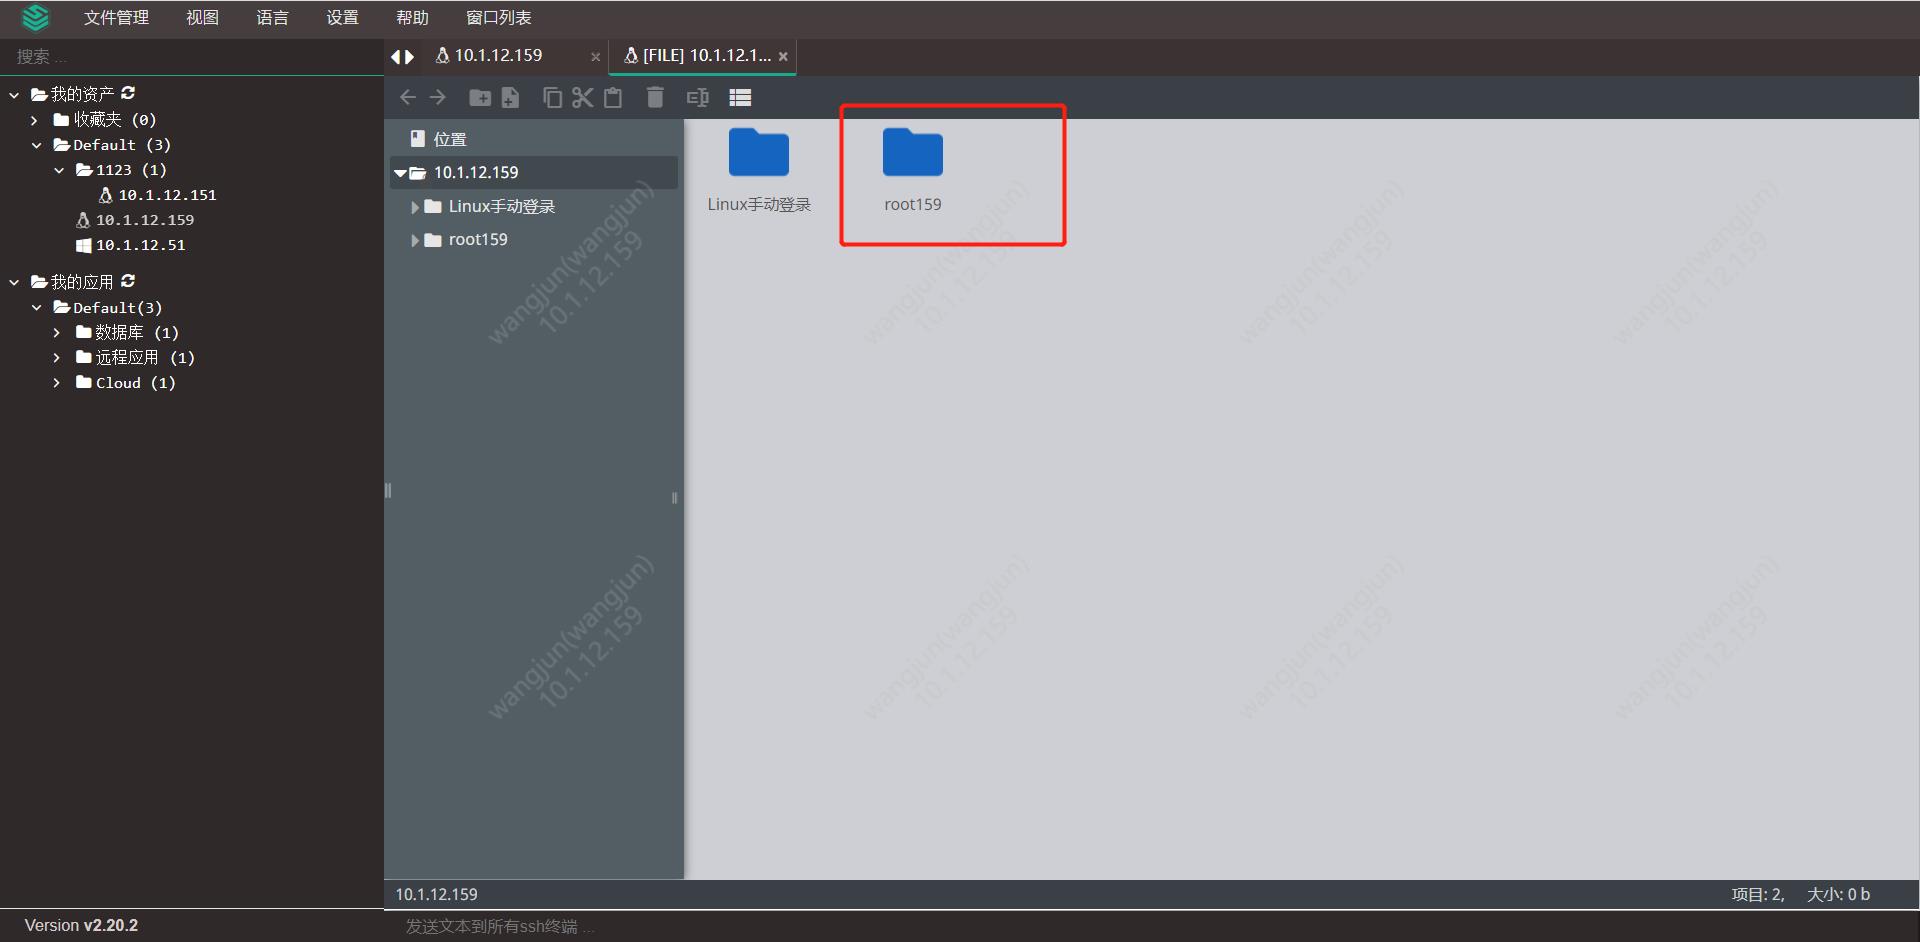 文件管理 视图 语言 设置 帮助 窗口列表
搜索 ...
10.1.12.159 ×
[FILE] 10.1.12.1... ×
我的资产
收藏夹 (0)
Default (3)
1123 (1)
10.1.12.151
10.1.12.159
10.1.12.51
我的应用
Default(3)
数据库 (1)
远程应用 (1)
Cloud (1)
位置
10.1.12.159
Linux手动登录
root159
Linux手动登录
root159
wangjun(wangjun)
10.1.12.159
wangjun(wangjun)
10.1.12.159
wangjun(wangjun)
10.1.12.159
wangjun(wangjun)
10.1.12.159
wangjun(wangjun)
10.1.12.159
wangjun(wangjun)
10.1.12.159
wangjun(wangjun)
10.1.12.159
wangjun(wangjun)
10.1.12.159
10.1.12.159
项目: 2, 大小: 0 b
Version v2.20.2
发送文本到所有ssh终端 ...